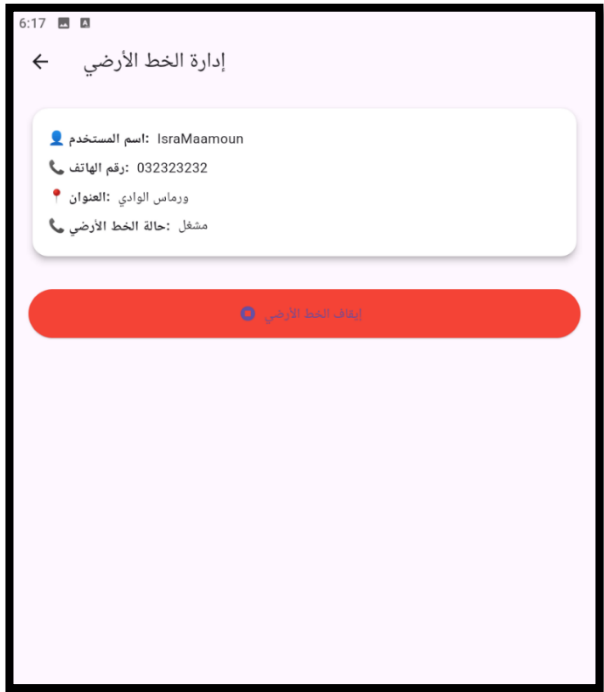 6:17
إدارة الخط الأرضي
اسم المستخدم: IsraMaamoun
رقم الهاتف: 032323232
العنوان: ورماس الوادي
حالة الخط الأرضي: مشغل
إيقاف الخط الأرضي